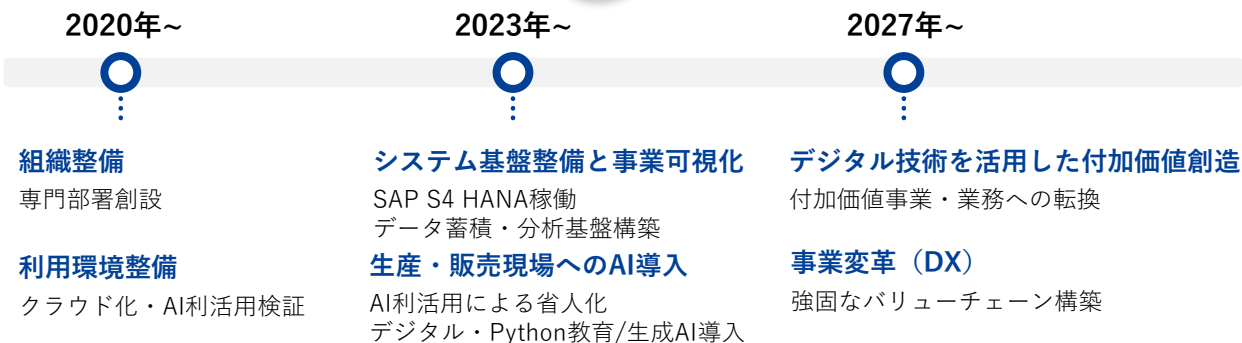 2020年~
2023年~
2027年~
組織整備
専門部署創設
利用環境整備
クラウド化・AI利活用検証
システム基盤整備と事業可視化
SAP S4 HANA稼働
データ蓄積・分析基盤構築
生産・販売現場へのAI導入
AI利活用による省人化
デジタル・Python教育/生成AI導入
デジタル技術を活用した付加価値創造
付加価値事業・業務への転換
事業変革（DX）
強固なバリューチェーン構築